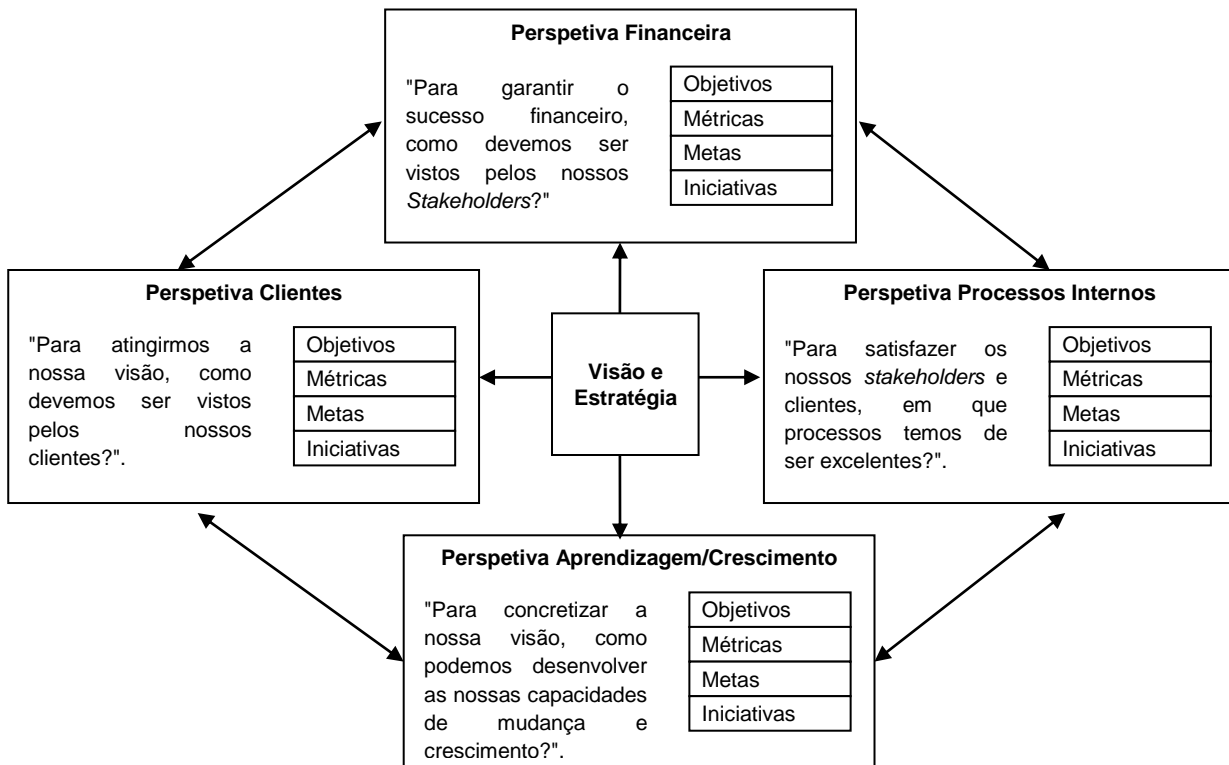 Perspetiva Financeira
"Para garantir o
sucesso financeiro,
como devemos ser
vistos pelos nossos
Stakeholders?"
Objetivos
Métricas
Metas
Iniciativas
Perspetiva Clientes
"Para atingirmos a
nossa visão, como
devemos ser vistos
pelos nossos
clientes?".
Objetivos
Métricas
Metas
Iniciativas
Visão e
Estratégia
Perspetiva Processos Internos
"Para satisfazer os
nossos stakeholders e
clientes, em que
processos temos de
ser excelentes?".
Objetivos
Métricas
Metas
Iniciativas
Perspetiva Aprendizagem/Crescimento
"Para concretizar a
nossa visão, como
podemos desenvolver
as nossas capacidades
de mudança e
crescimento?".
Objetivos
Métricas
Metas
Iniciativas